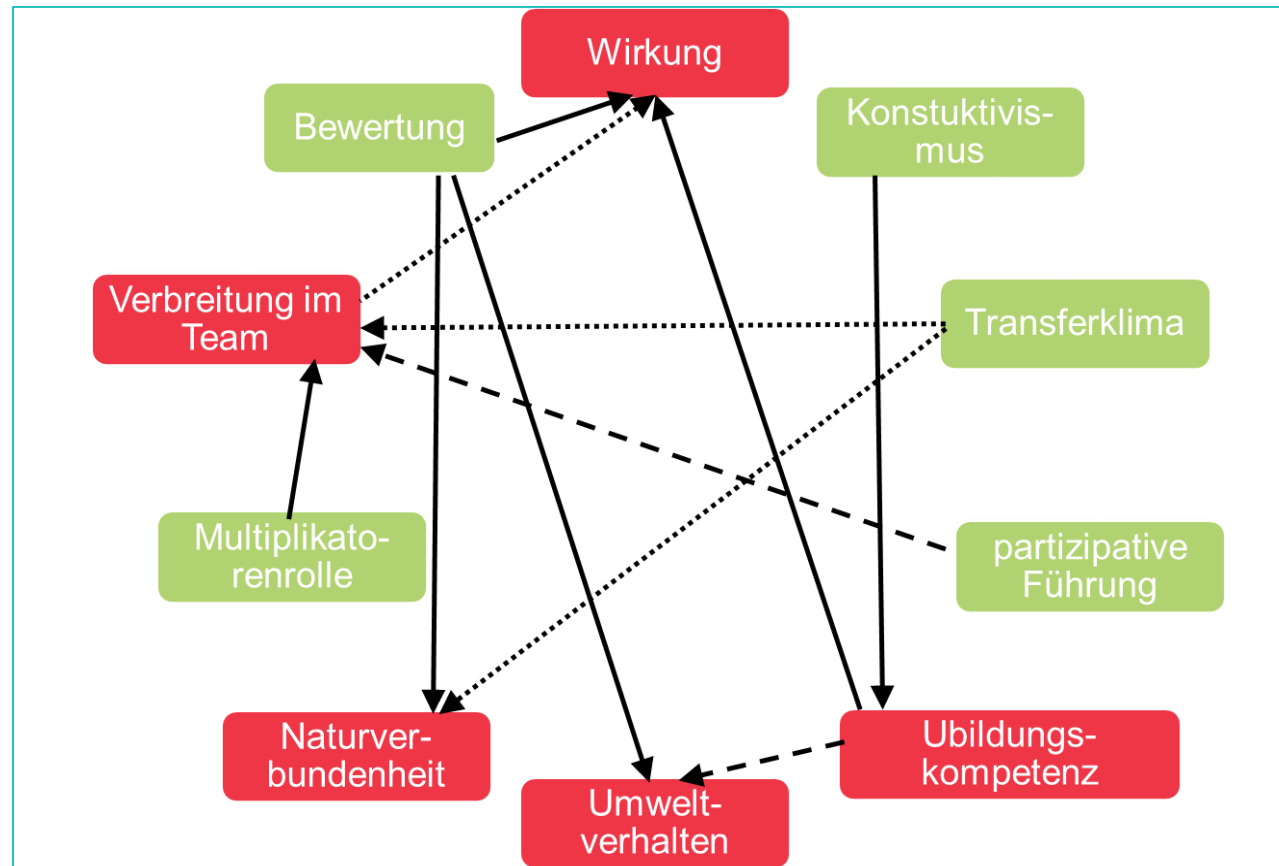 Wirkung
Bewertung
Konstuktivis-
mus
Verbreitung im
Team
Transferklima
Multiplikato-
renrolle
partizipative
Führung
Naturver-
bundenheit
Ubildungs-
kompetenz
Umwelt-
verhalten